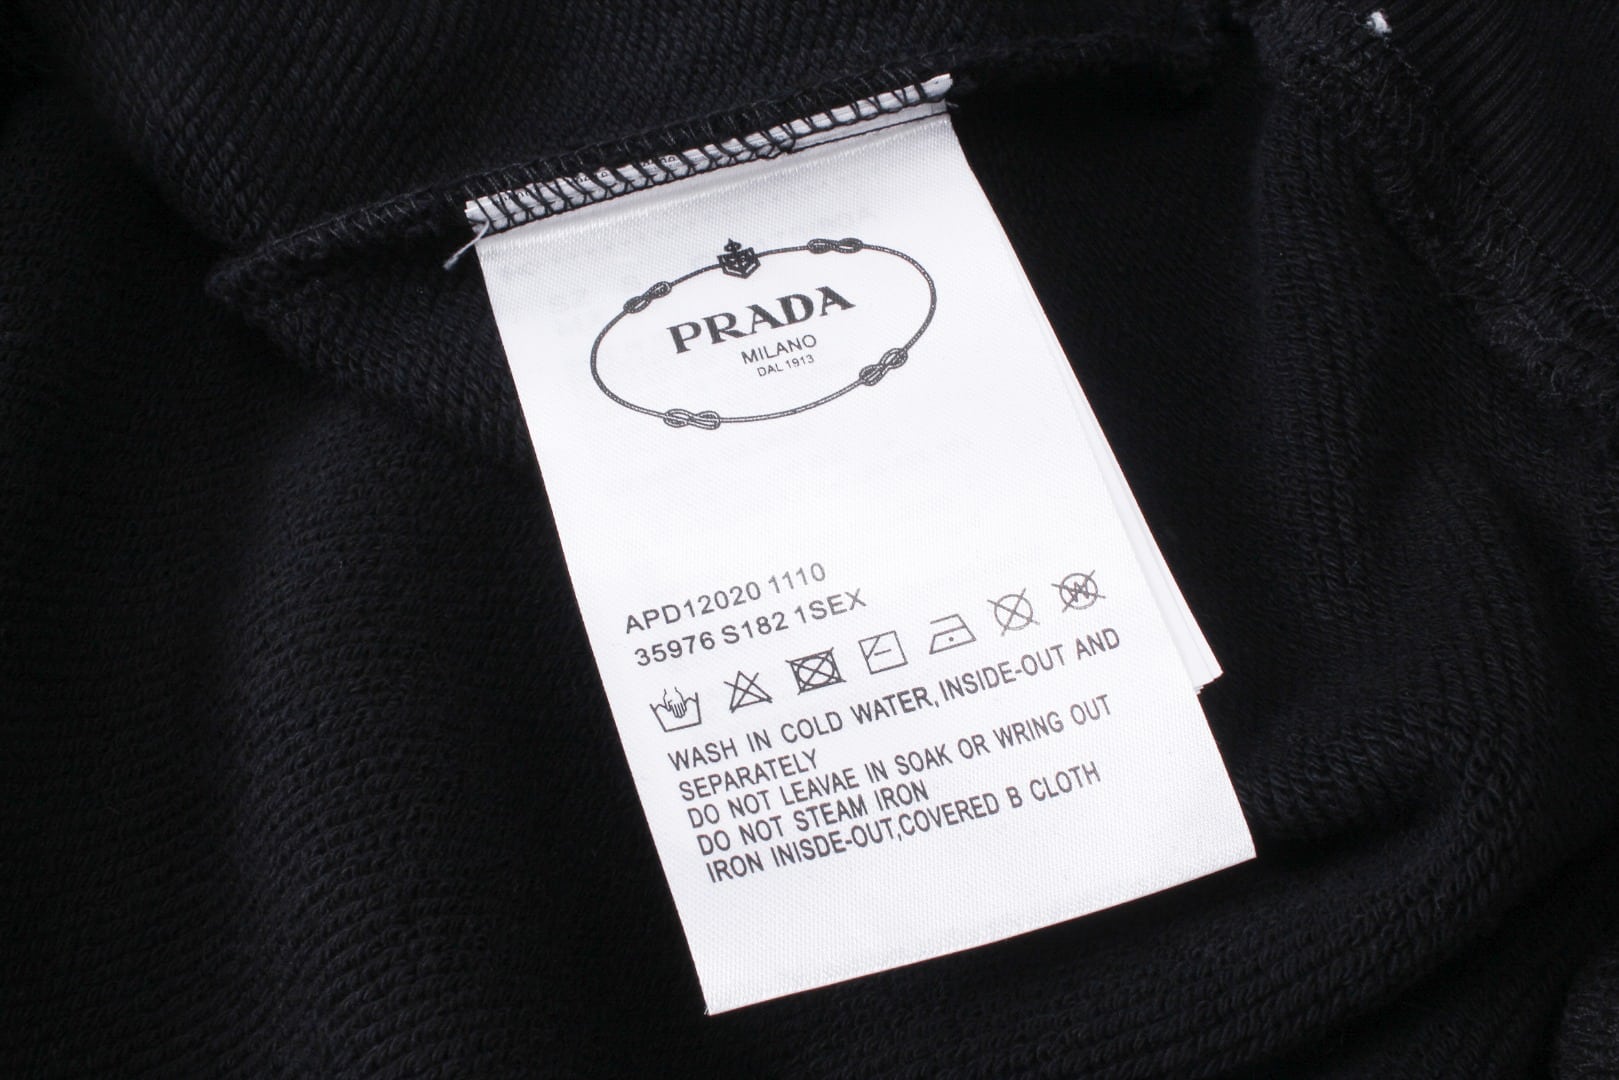 PRADA
MILANO
DAL 1913
APD12020 1110
35976 S182 1SEX
WASH IN COLD WATER, INSIDE-OUT AND
SEPARATELY
DO NOT LEAVAE IN SOAK OR WRING OUT
DO NOT STEAM IRON
IRON INISDE-OUT,COVERED B CLOTH